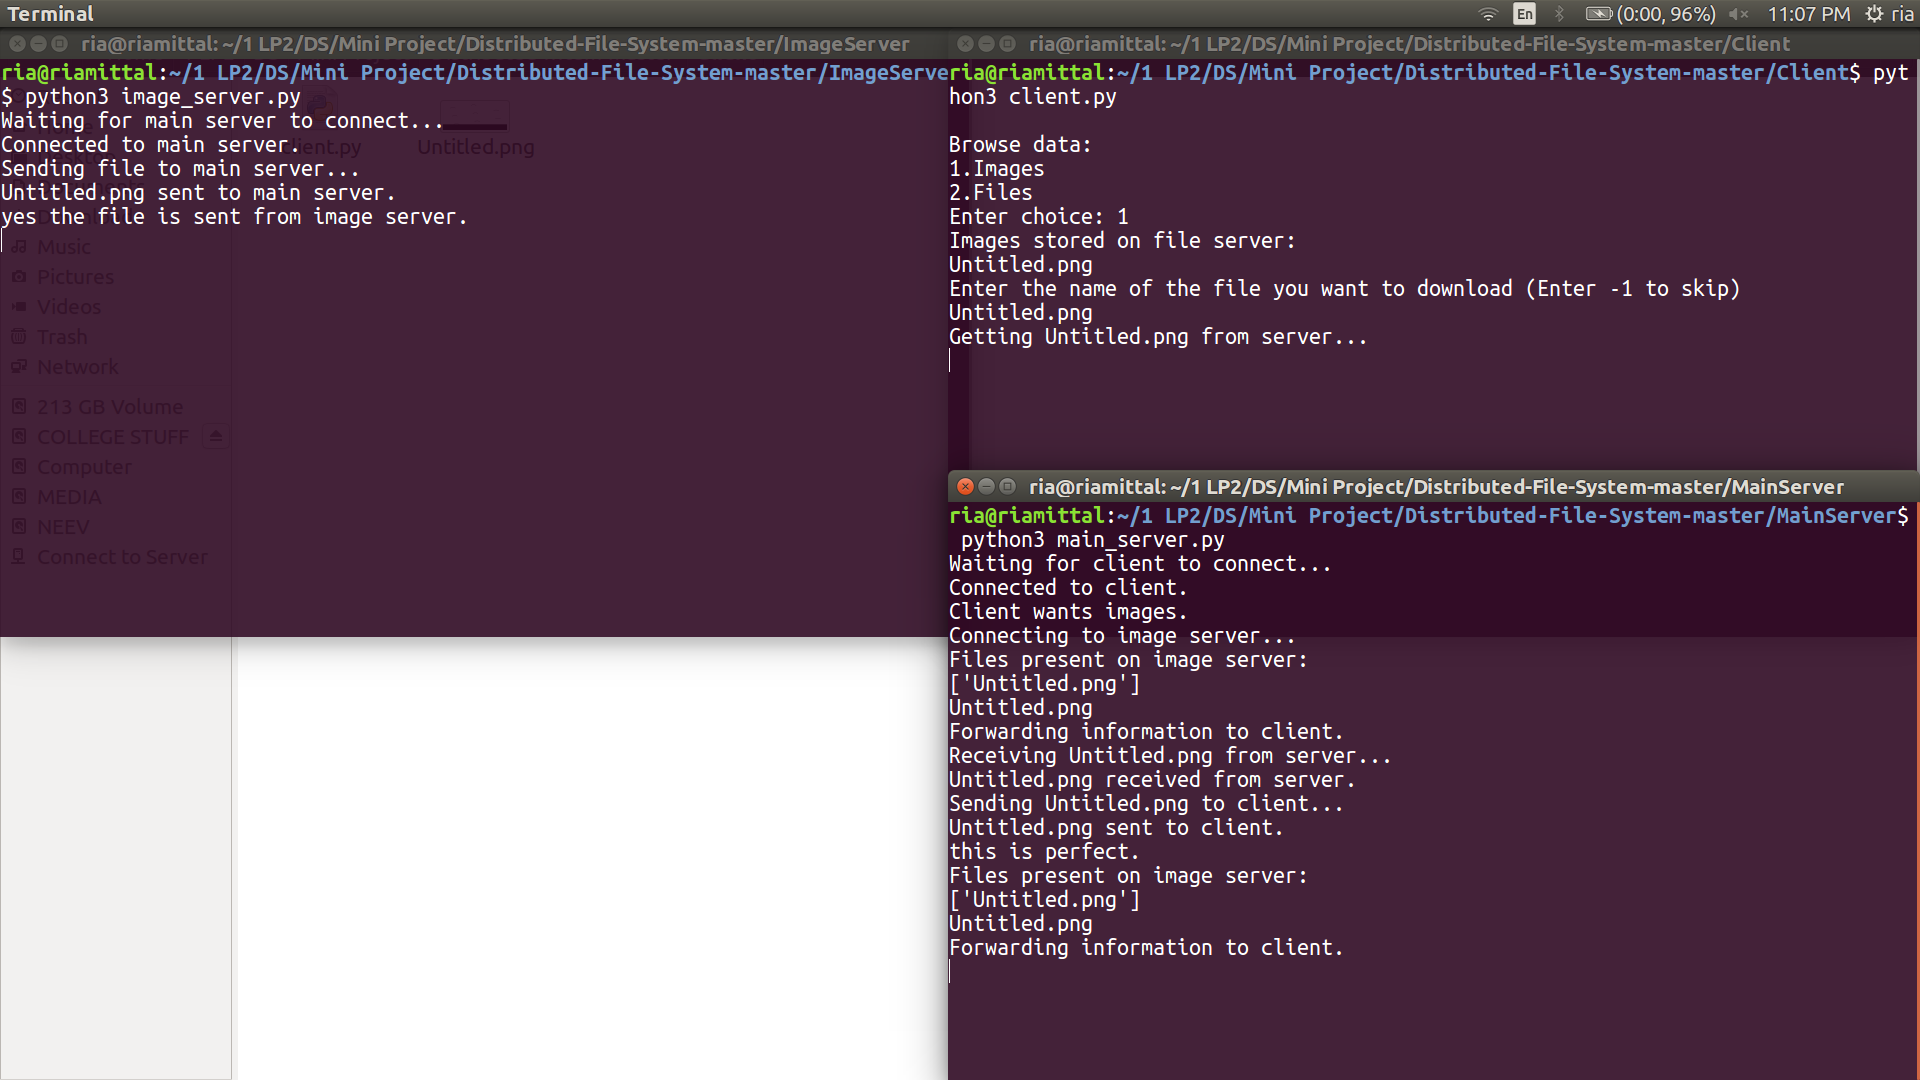 Terminal
En
(0:00, 96%)
11:07 PM
ria
ria@riamittal: ~/1 LP2/DS/Mini Project/Distributed-File-System-master/ImageServer
ria@riamittal:~/1 LP2/DS/Mini Project/Distributed-File-System-master/ImageServe
$ python3 image_server.py
Waiting for main server to connect...
Connected to main server.
Sending file to main server...
Untitled.png sent to main server.
yes the file is sent from image server.
client.py
Untitled.png
Home
Desktop
Music
Pictures
Videos
Trash
Network
213 GB Volume
COLLEGE STUFF
Computer
MEDIA
NEEV
Connect to Server
ria@riamittal: ~/1 LP2/DS/Mini Project/Distributed-File-System-master/Client
ria@riamittal:~/1 LP2/DS/Mini Project/Distributed-File-System-master/Client$ pyt
hon3 client.py
Browse data:
1.Images
2.Files
Enter choice: 1
Images stored on file server:
Untitled.png
Enter the name of the file you want to download (Enter -1 to skip)
Untitled.png
Getting Untitled.png from server...
ria@riamittal: ~/1 LP2/DS/Mini Project/Distributed-File-System-master/MainServer
ria@riamittal:~/1 LP2/DS/Mini Project/Distributed-File-System-master/MainServer$
python3 main_server.py
Waiting for client to connect...
Connected to client.
Client wants images.
Connecting to image server...
Files present on image server:
['Untitled.png']
Untitled.png
Forwarding information to client.
Receiving Untitled.png from server...
Untitled.png received from server.
Sending Untitled.png to client...
Untitled.png sent to client.
this is perfect.
Files present on image server:
['Untitled.png']
Untitled.png
Forwarding information to client.